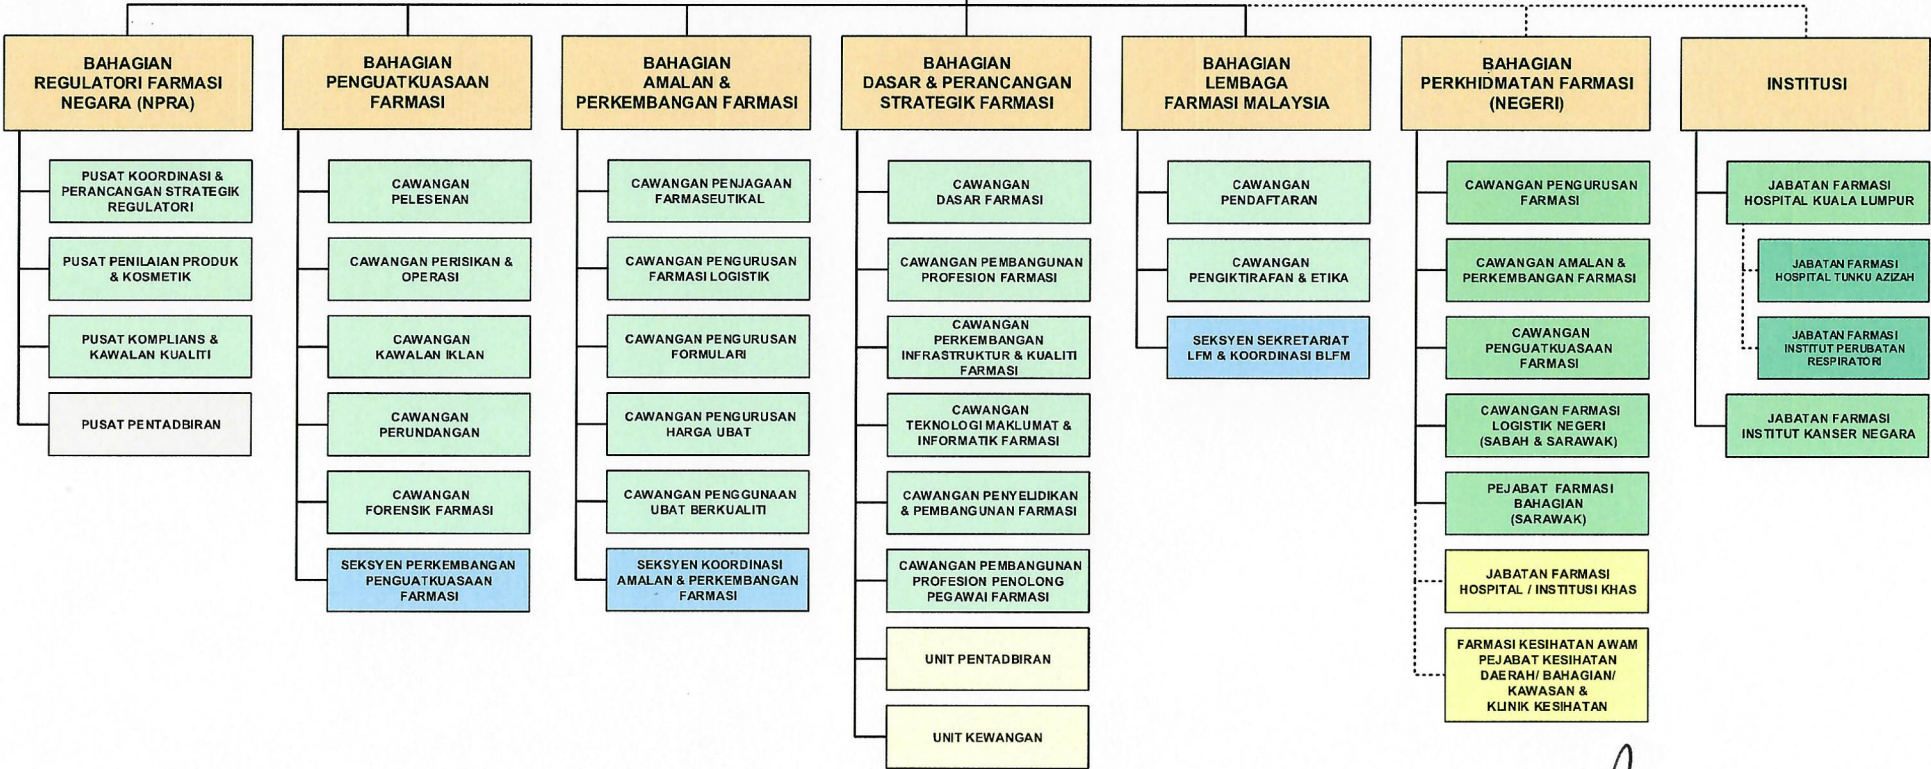 BAHAGIAN
REGULATORI FARMASI
NEGARA (NPRA)
PUSAT KOORDINASI &
PERANCANGAN STRATEGIK
REGULATORI
PUSAT PENILAIAN PRODUK
& KOSMETIK
PUSAT KOMPLIANS &
KAWALAN KUALITI
PUSAT PENTADBIRAN
BAHAGIAN
PENGUATKUASAAN
FARMASI
CAWANGAN
PELESENAN
CAWANGAN PERISIKAN &
OPERASI
CAWANGAN
KAWALAN IKLAN
CAWANGAN
PERUNDANGAN
CAWANGAN
FORENSIK FARMASI
SEKSYEN PERKEMBANGAN
PENGUATKUASAAN
FARMASI
BAHAGIAN
AMALAN &
PERKEMBANGAN FARMASI
CAWANGAN PENJAGAAN
FARMASEUTIKAL
CAWANGAN PENGURUSAN
FARMASI LOGISTIK
CAWANGAN PENGURUSAN
FORMULARI
CAWANGAN PENGURUSAN
HARGA UBAT
CAWANGAN PENGGUNAAN
UBAT BERKUALITI
SEKSYEN KOORDINASI
AMALAN & PERKEMBANGAN
FARMASI
BAHAGIAN
DASAR & PERANCANGAN
STRATEGIK FARMASI
CAWANGAN
DASAR FARMASI
CAWANGAN PEMBANGUNAN
PROFESION FARMASI
CAWANGAN
PERKEMBANGAN
INFRASTRUKTUR & KUALITI
FARMASI
CAWANGAN
TEKNOLOGI MAKLUMAT &
INFORMATIK FARMASI
CAWANGAN PENYELIDIKAN
& PEMBANGUNAN FARMASI
CAWANGAN PEMBANGUNAN
PROFESION PENOLONG
PEGAWAI FARMASI
UNIT PENTADBIRAN
UNIT KEWANGAN
BAHAGIAN
LEMBAGA
FARMASI MALAYSIA
CAWANGAN
PENDAFTARAN
CAWANGAN
PENGIKTIRAFAN & ETIKA
SEKSYEN SEKRETARIAT
LFM & KOORDINASI BLFM
BAHAGIAN
PERKHIDMATAN FARMASI
(NEGERI)
CAWANGAN PENGURUSAN
FARMASI
CAWANGAN AMALAN &
PERKEMBANGAN FARMASI
CAWANGAN
PENGUATKUASAAN
FARMASI
CAWANGAN FARMASI
LOGISTIK NEGERI
(SABAH & SARAWAK)
PEJABAT FARMASI
BAHAGIAN
(SARAWAK)
JABATAN FARMASI
HOSPITAL / INSTITUSI KHAS
FARMASI KESIHATAN AWAM
PEJABAT KESIHATAN
DAERAH/ BAHAGIAN/
KAWASAN &
KLINIK KESIHATAN
INSTITUSI
JABATAN FARMASI
HOSPITAL KUALA LUMPUR
JABATAN FARMASI
HOSPITAL TUNKU AZIZAH
JABATAN FARMASI
INSTITUT PERUBATAN
RESPIRATORI
JABATAN FARMASI
INSTITUT KANSER NEGARA